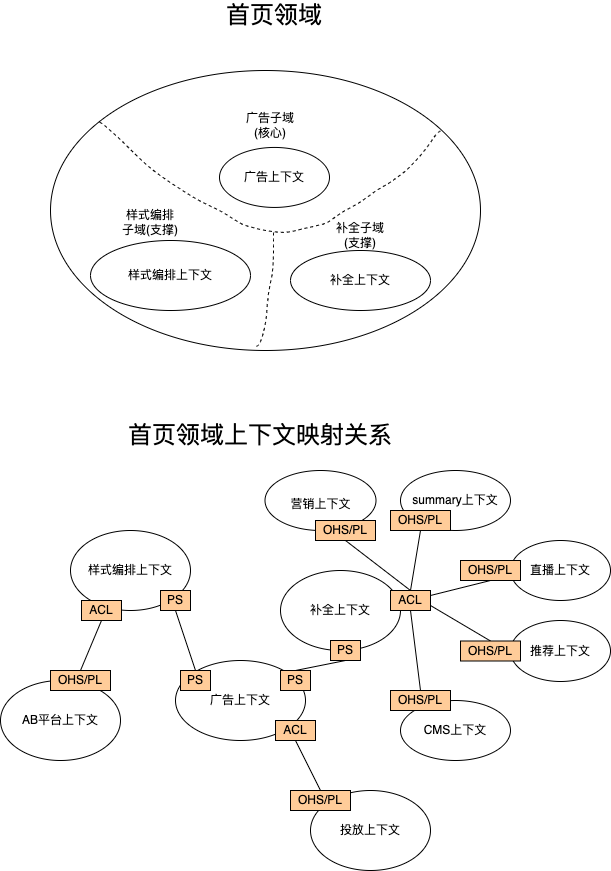 首页领域
广告子域
(核心)
广告上下文
样式编排
子域(支撑)
样式编排上下文
补全子域
(支撑)
补全上下文
首页领域上下文映射关系
营销上下文
OHS/PL
summary上下文
OHS/PL
样式编排上下文
ACL
PS
OHS/PL
直播上下文
补全上下文
ACL
PS
OHS/PL
推荐上下文
OHS/PL
AB平台上下文
PS
PS
广告上下文
ACL
OHS/PL
CMS上下文
OHS/PL
投放上下文